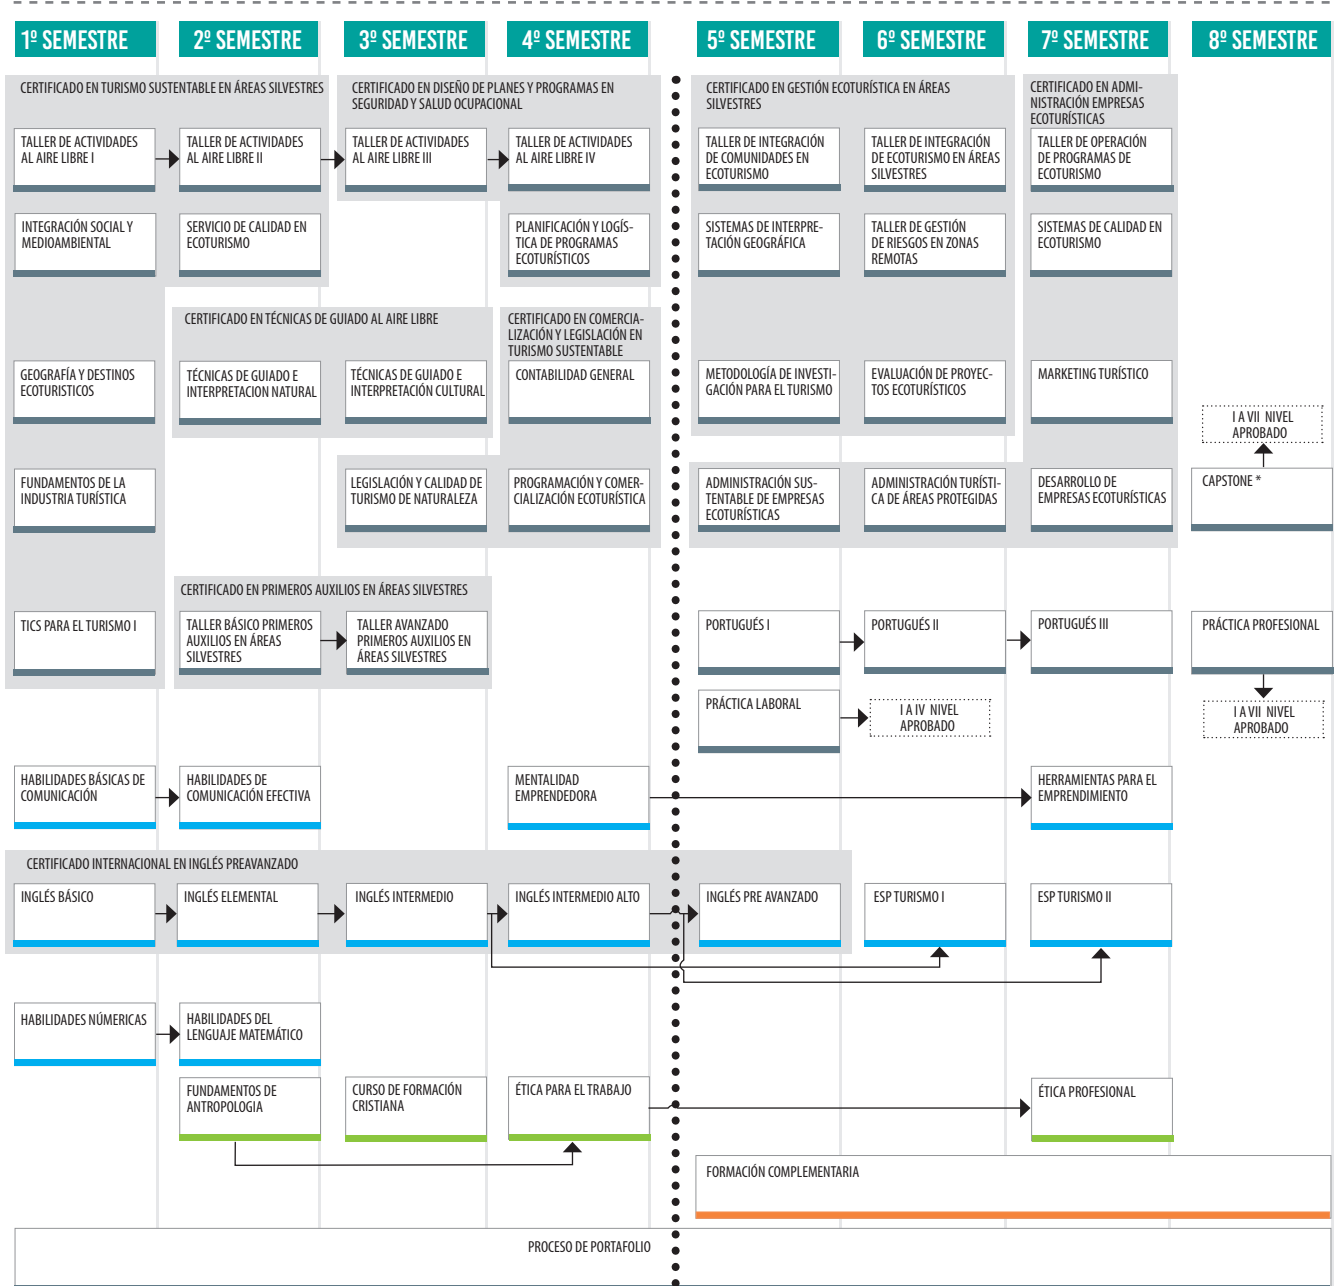 1º SEMESTRE
2º SEMESTRE
3º SEMESTRE
4º SEMESTRE
5º SEMESTRE
6º SEMESTRE
7º SEMESTRE
8º SEMESTRE
CERTIFICADO EN TURISMO SUSTENTABLE EN ÁREAS SILVESTRES
CERTIFICADO EN DISEÑO DE PLANES Y PROGRAMAS EN
SEGURIDAD Y SALUD OCUPACIONAL
CERTIFICADO EN GESTIÓN ECOTURÍSTICA EN ÁREAS
SILVESTRES
CERTIFICADO EN ADMI-
NISTRACIÓN EMPRESAS
ECOTURÍSTICAS
TALLER DE ACTIVIDADES
AL AIRE LIBRE I
TALLER DE ACTIVIDADES
AL AIRE LIBRE II
TALLER DE ACTIVIDADES
AL AIRE LIBRE III
TALLER DE ACTIVIDADES
AL AIRE LIBRE IV
TALLER DE INTEGRACIÓN
DE COMUNIDADES EN
ECOTURISMO
TALLER DE INTEGRACIÓN
DE ECOTURISMO EN ÁREAS
SILVESTRES
TALLER DE OPERACIÓN
DE PROGRAMAS DE
ECOTURISMO
INTEGRACIÓN SOCIAL Y
MEDIOAMBIENTAL
SERVICIO DE CALIDAD EN
ECOTURISMO
PLANIFICACIÓN Y LOGÍS-
TICA DE PROGRAMAS
ECOTURÍSTICOS
SISTEMAS DE INTERPRE-
TACIÓN GEOGRÁFICA
TALLER DE GESTIÓN
DE RIESGOS EN ZONAS
REMOTAS
SISTEMAS DE CALIDAD EN
ECOTURISMO
CERTIFICADO EN TÉCNICAS DE GUIADO AL AIRE LIBRE
CERTIFICADO EN COMERCIA-
LIZACIÓN Y LEGISLACIÓN EN
TURISMO SUSTENTABLE
GEOGRAFÍA Y DESTINOS
ECOTURISTICOS
TÉCNICAS DE GUIADO E
INTERPRETACION NATURAL
TÉCNICAS DE GUIADO E
INTERPRETACIÓN CULTURAL
CONTABILIDAD GENERAL
METODOLOGÍA DE INVESTI-
GACIÓN PARA EL TURISMO
EVALUACIÓN DE PROYEC-
TOS ECOTURÍSTICOS
MARKETING TURÍSTICO
I A VII NIVEL
APROBADO
FUNDAMENTOS DE LA
INDUSTRIA TURÍSTICA
LEGISLACIÓN Y CALIDAD DE
TURISMO DE NATURALEZA
PROGRAMACIÓN Y COMER-
CIALIZACIÓN ECOTURÍSTICA
ADMINISTRACIÓN SUS-
TENTABLE DE EMPRESAS
ECOTURÍSTICAS
ADMINISTRACIÓN TURÍSTI-
CA DE ÁREAS PROTEGIDAS
DESARROLLO DE
EMPRESAS ECOTURÍSTICAS
CAPSTONE *
CERTIFICADO EN PRIMEROS AUXILIOS EN ÁREAS SILVESTRES
TICS PARA EL TURISMO I
TALLER BÁSICO PRIMEROS
AUXILIOS EN ÁREAS
SILVESTRES
TALLER AVANZADO
PRIMEROS AUXILIOS EN
ÁREAS SILVESTRES
PORTUGUÉS I
PORTUGUÉS II
PORTUGUÉS III
PRÁCTICA PROFESIONAL
PRÁCTICA LABORAL
I A IV NIVEL
APROBADO
I A VII NIVEL
APROBADO
HABILIDADES BÁSICAS DE
COMUNICACIÓN
HABILIDADES DE
COMUNICACIÓN EFECTIVA
MENTALIDAD
EMPRENDEDORA
HERRAMIENTAS PARA EL
EMPRENDIMIENTO
CERTIFICADO INTERNACIONAL EN INGLÉS PREAVANZADO
INGLÉS BÁSICO
INGLÉS ELEMENTAL
INGLÉS INTERMEDIO
INGLÉS INTERMEDIO ALTO
INGLÉS PRE AVANZADO
ESP TURISMO I
ESP TURISMO II
HABILIDADES NÚMERICAS
HABILIDADES DEL
LENGUAJE MATEMÁTICO
FUNDAMENTOS DE
ANTROPOLOGIA
CURSO DE FORMACIÓN
CRISTIANA
ÉTICA PARA EL TRABAJO
ÉTICA PROFESIONAL
FORMACIÓN COMPLEMENTARIA
PROCESO DE PORTAFOLIO